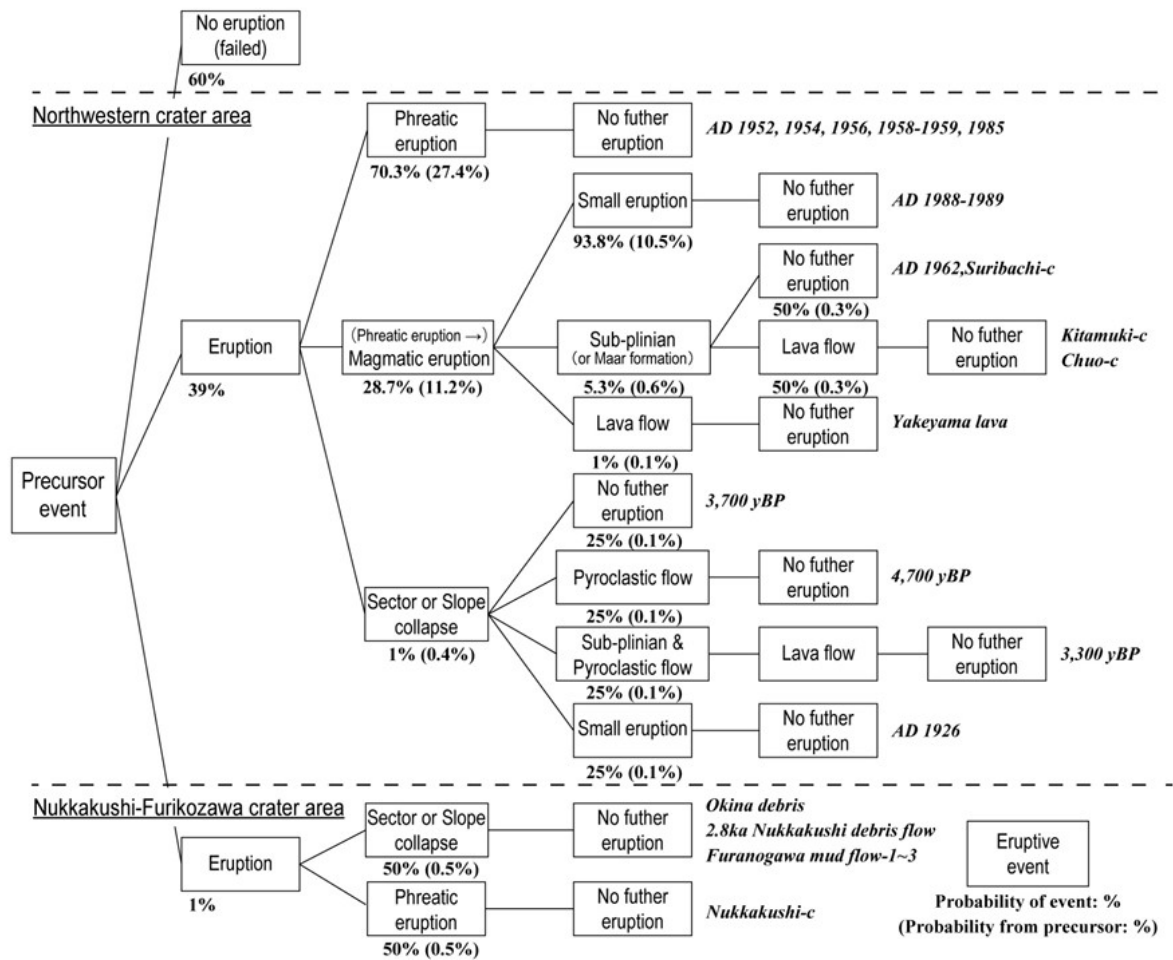 No eruption
(failed)
60%
Northwestern crater area
Phreatic
eruption
70.3% (27.4%)
No futher
eruption
AD 1952, 1954, 1956, 1958-1959, 1985
Small eruption
93.8% (10.5%)
No futher
eruption
AD 1988-1989
No futher
eruption
50% (0.3%)
AD 1962,Suribachi-c
Eruption
39%
(Phreatic eruption →)
Magmatic eruption
28.7% (11.2%)
Sub-plinian
(or Maar formation)
5.3% (0.6%)
Lava flow
50% (0.3%)
No futher
eruption
Kitamuki-c
Chuo-c
Lava flow
1% (0.1%)
No futher
eruption
Yakeyama lava
Precursor
event
No futher
eruption
25% (0.1%)
3,700 yBP
Pyroclastic flow
25% (0.1%)
No futher
eruption
4,700 yBP
Sector or Slope
collapse
1% (0.4%)
Sub-plinian &
Pyroclastic flow
25% (0.1%)
Lava flow
No futher
eruption
3,300 yBP
Small eruption
25% (0.1%)
No futher
eruption
AD 1926
Nukkakushi-Furikozawa crater area
Eruption
1%
Sector or Slope
collapse
50% (0.5%)
No futher
eruption
Okina debris
2.8ka Nukkakushi debris flow
Furanogawa mud flow-1~3
Phreatic
eruption
50% (0.5%)
No futher
eruption
Nukkakushi-c
Eruptive
event
Probability of event: %
(Probability from precursor: %)